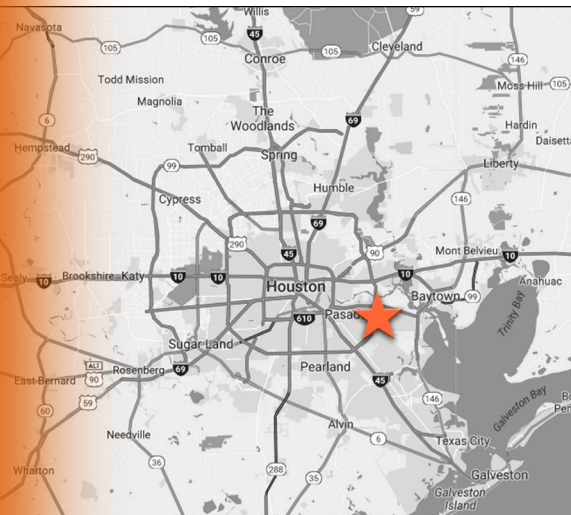 59
Willis
Navasota
45
105
105
105
Cleveland
Conroe
146
Todd Mission
Moss Hill
105
Magnolia
The
Woodlands
6
69
Hardin
Hempstead
290
Tomball
Spring
Daisetta
99
Liberty
Humble
Cypress
146
69
290
90
45
Mont Belvieu
10
Sealy
10
Brookshire
Katy
10
10
10
Anahuac
Houston
Baytown
99
610
Trinity Bay
Sugar Land
ALT
90
East Bernard
Rosenberg
69
Pearland
45
59
146
60
Galveston Bay
Alvin
Needville
6
Texas City
36
Wharton
288
35
Galveston
Galveston
Island